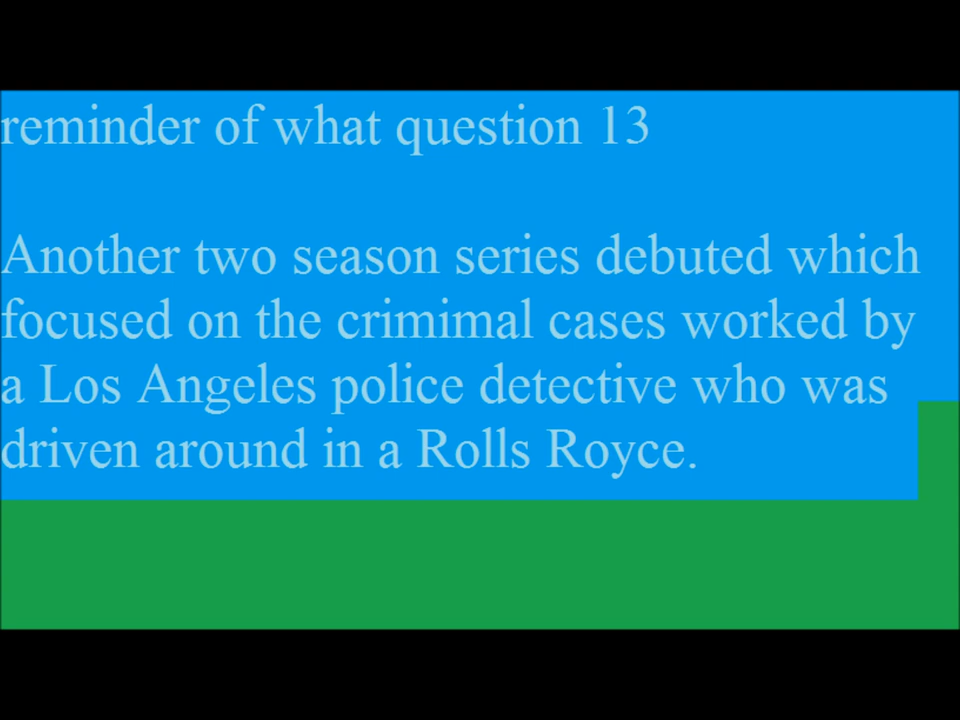 reminder of what question 13
Another two season series debuted which
focused on the crimimal cases worked by
a Los Angeles police detective who was
driven around in a Rolls Royce.